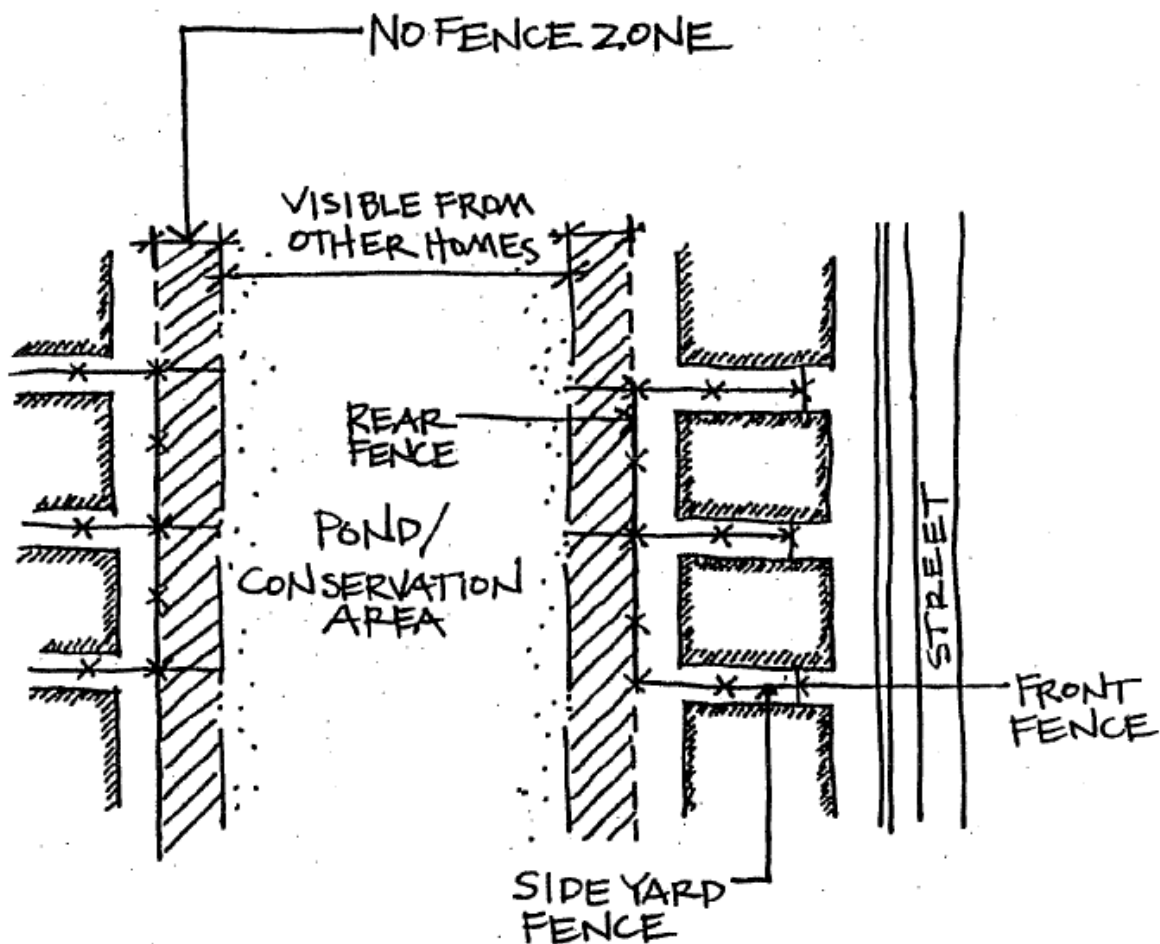 NO FENCE ZONE
VISIBLE FROM
OTHER HOMES
REAR
FENCE
POND/
CONSERVATION
AREA
STREET
FRONT
FENCE
SIDE YARD
FENCE